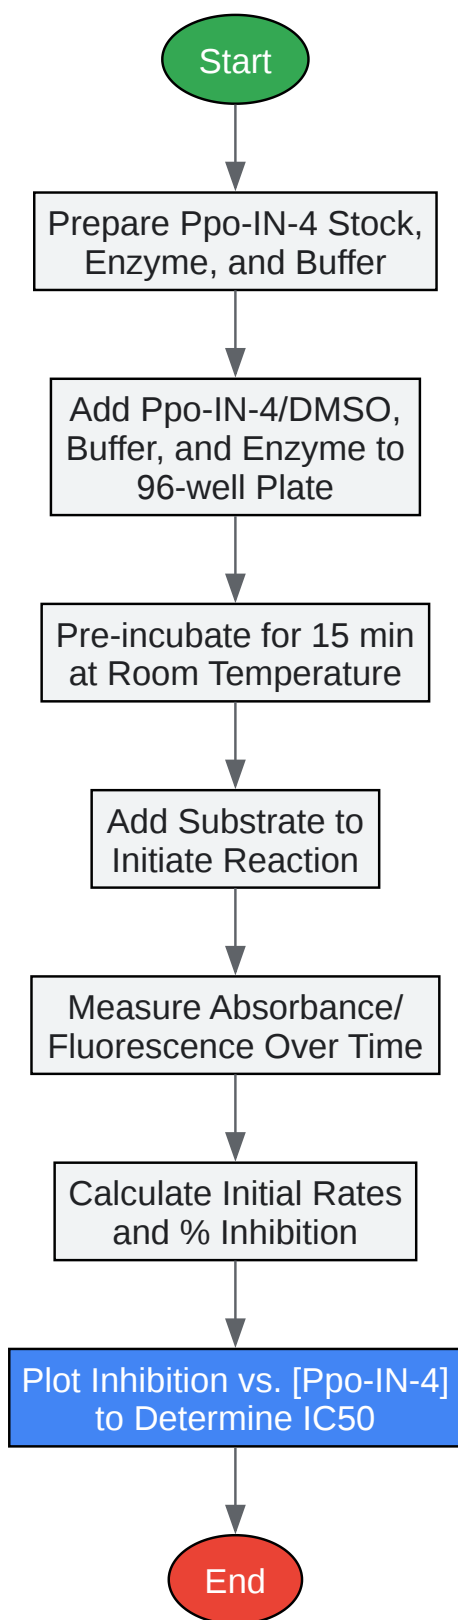 Start
Prepare Ppo-IN-4 Stock,
Enzyme, and Buffer
Add Ppo-IN-4/DMSO,
Buffer, and Enzyme to
96-well Plate
Pre-incubate for 15 min
at Room Temperature
Add Substrate to
Initiate Reaction
Measure Absorbance/
Fluorescence Over Time
Calculate Initial Rates
and % Inhibition
Plot Inhibition vs. [Ppo-IN-4]
to Determine IC50
End